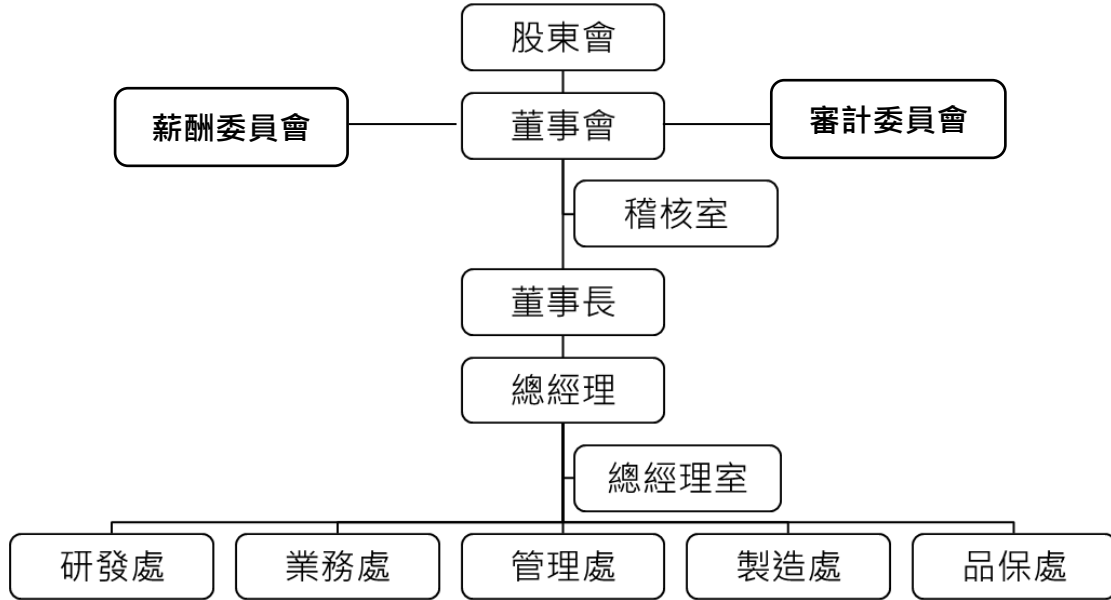 股東會
薪酬委員會
董事會
審計委員會
稽核室
董事長
總經理
總經理室
研發處
業務處
管理處
製造處
品保處